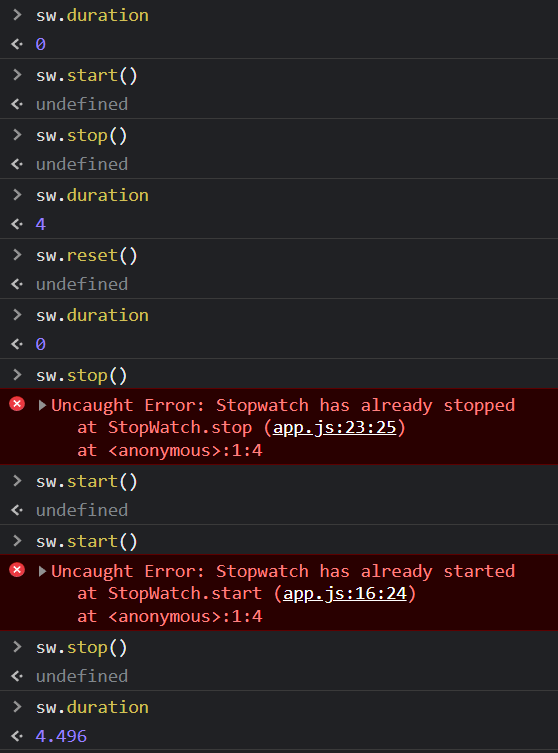 > sw.duration
<· 0
> sw.start()
<· undefined
> sw.stop()
<· undefined
> sw.duration
<· 4
> sw.reset()
<· undefined
> sw.duration
<· 0
> sw.stop()
Uncaught Error: Stopwatch has already stopped
at StopWatch.stop (app.js:23:25)
at <anonymous>:1:4
> sw.start()
<· undefined
> sw.start()
Uncaught Error: Stopwatch has already started
at StopWatch.start (app.js:16:24)
at <anonymous>:1:4
> sw.stop()
<· undefined
> sw.duration
<· 4.496